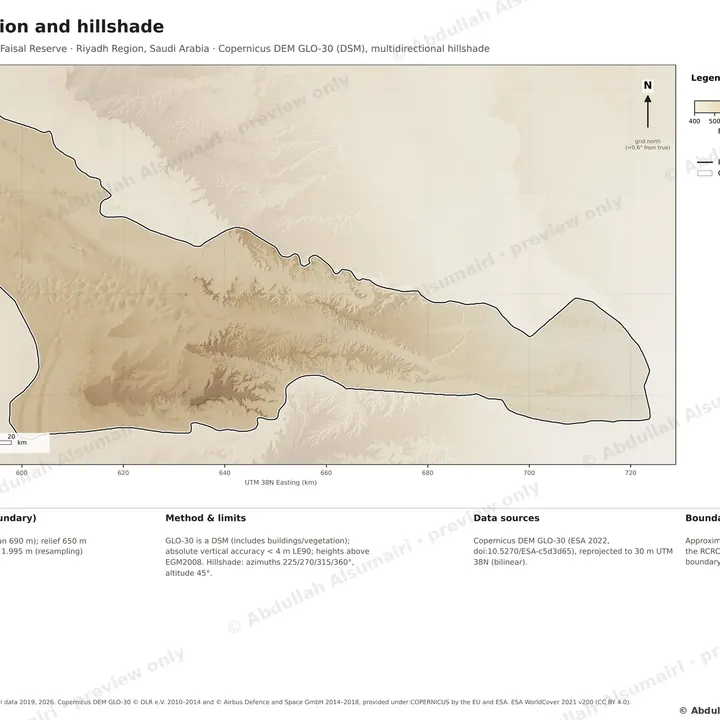 ion and hillshade
Faisal Reserve · Riyadh Region, Saudi Arabia · Copernicus DEM GLO-30 (DSM), multidirectional hillshade
N
grid north
(≈0.6° from true)
Legen
400 500
20
km
600 620 640 660 680 700 720
UTM 38N Easting (km)
undary)
an 690 m); relief 650 m
1.995 m (resampling)
Method & limits
GLO-30 is a DSM (includes buildings/vegetation);
absolute vertical accuracy < 4 m LE90; heights above
EGM2008. Hillshade: azimuths 225/270/315/360°,
altitude 45°.
Data sources
Copernicus DEM GLO-30 (ESA 2022,
doi:10.5270/ESA-c5d3d65), reprojected to 30 m UTM
38N (bilinear).
Bounda
Approxim
the RCRC
boundary
l data 2019, 2026. Copernicus DEM GLO-30 © DLR e.V. 2010–2014 and © Airbus Defence and Space GmbH 2014–2018, provided under COPERNICUS by the EU and ESA. ESA WorldCover 2021 v200 (CC BY 4.0).
© Abdul
© Abdullah Alsumairi · preview only